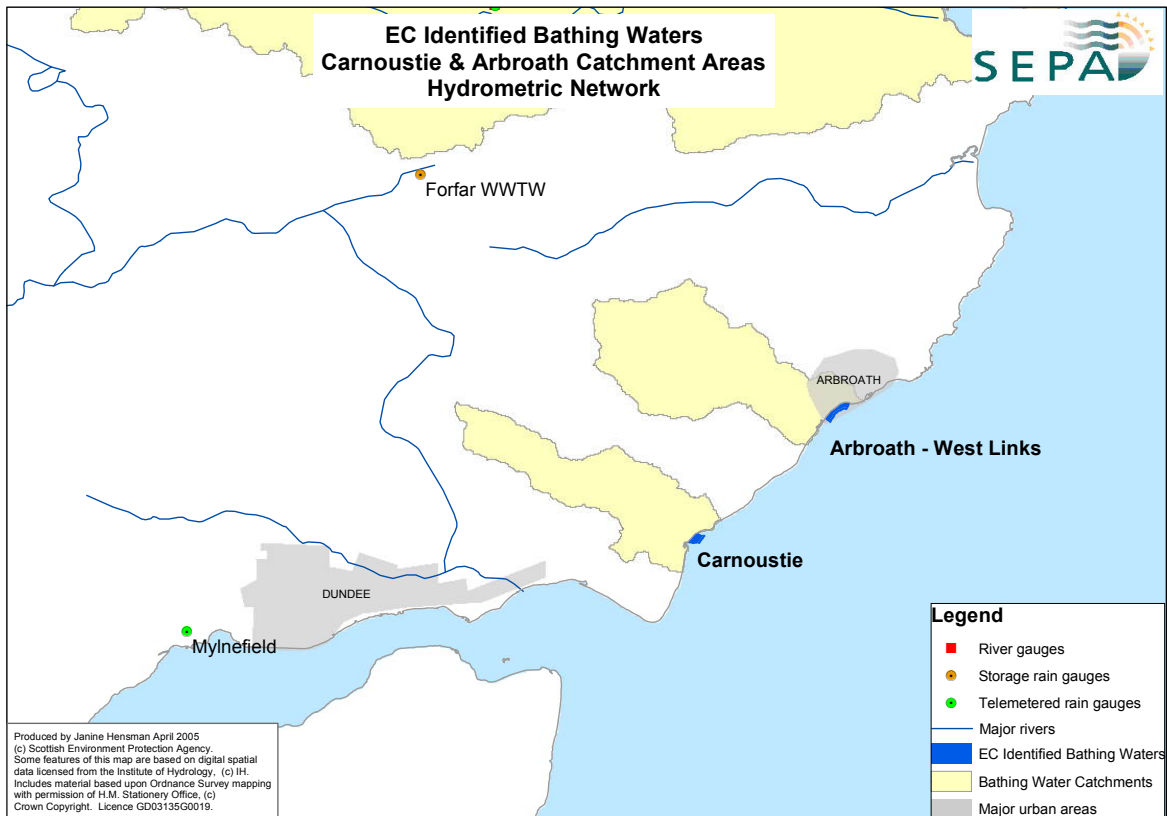 EC Identified Bathing Waters
Carnoustie & Arbroath Catchment Areas
Hydrometric Network
SEPA
Forfar WWTW
ARBROATH
Arbroath - West Links
Carnoustie
DUNDEE
Mylnefield
Legend
River gauges
Storage rain gauges
Telemetered rain gauges
Major rivers
EC Identified Bathing Waters
Bathing Water Catchments
Major urban areas
Produced by Janine Hensman April 2005
(c) Scottish Environment Protection Agency.
Some features of this map are based on digital spatial
data licensed from the Institute of Hydrology, (c) IH.
Includes material based upon Ordnance Survey mapping
with permission of H.M. Stationery Office, (c)
Crown Copyright. Licence GD03135G0019.